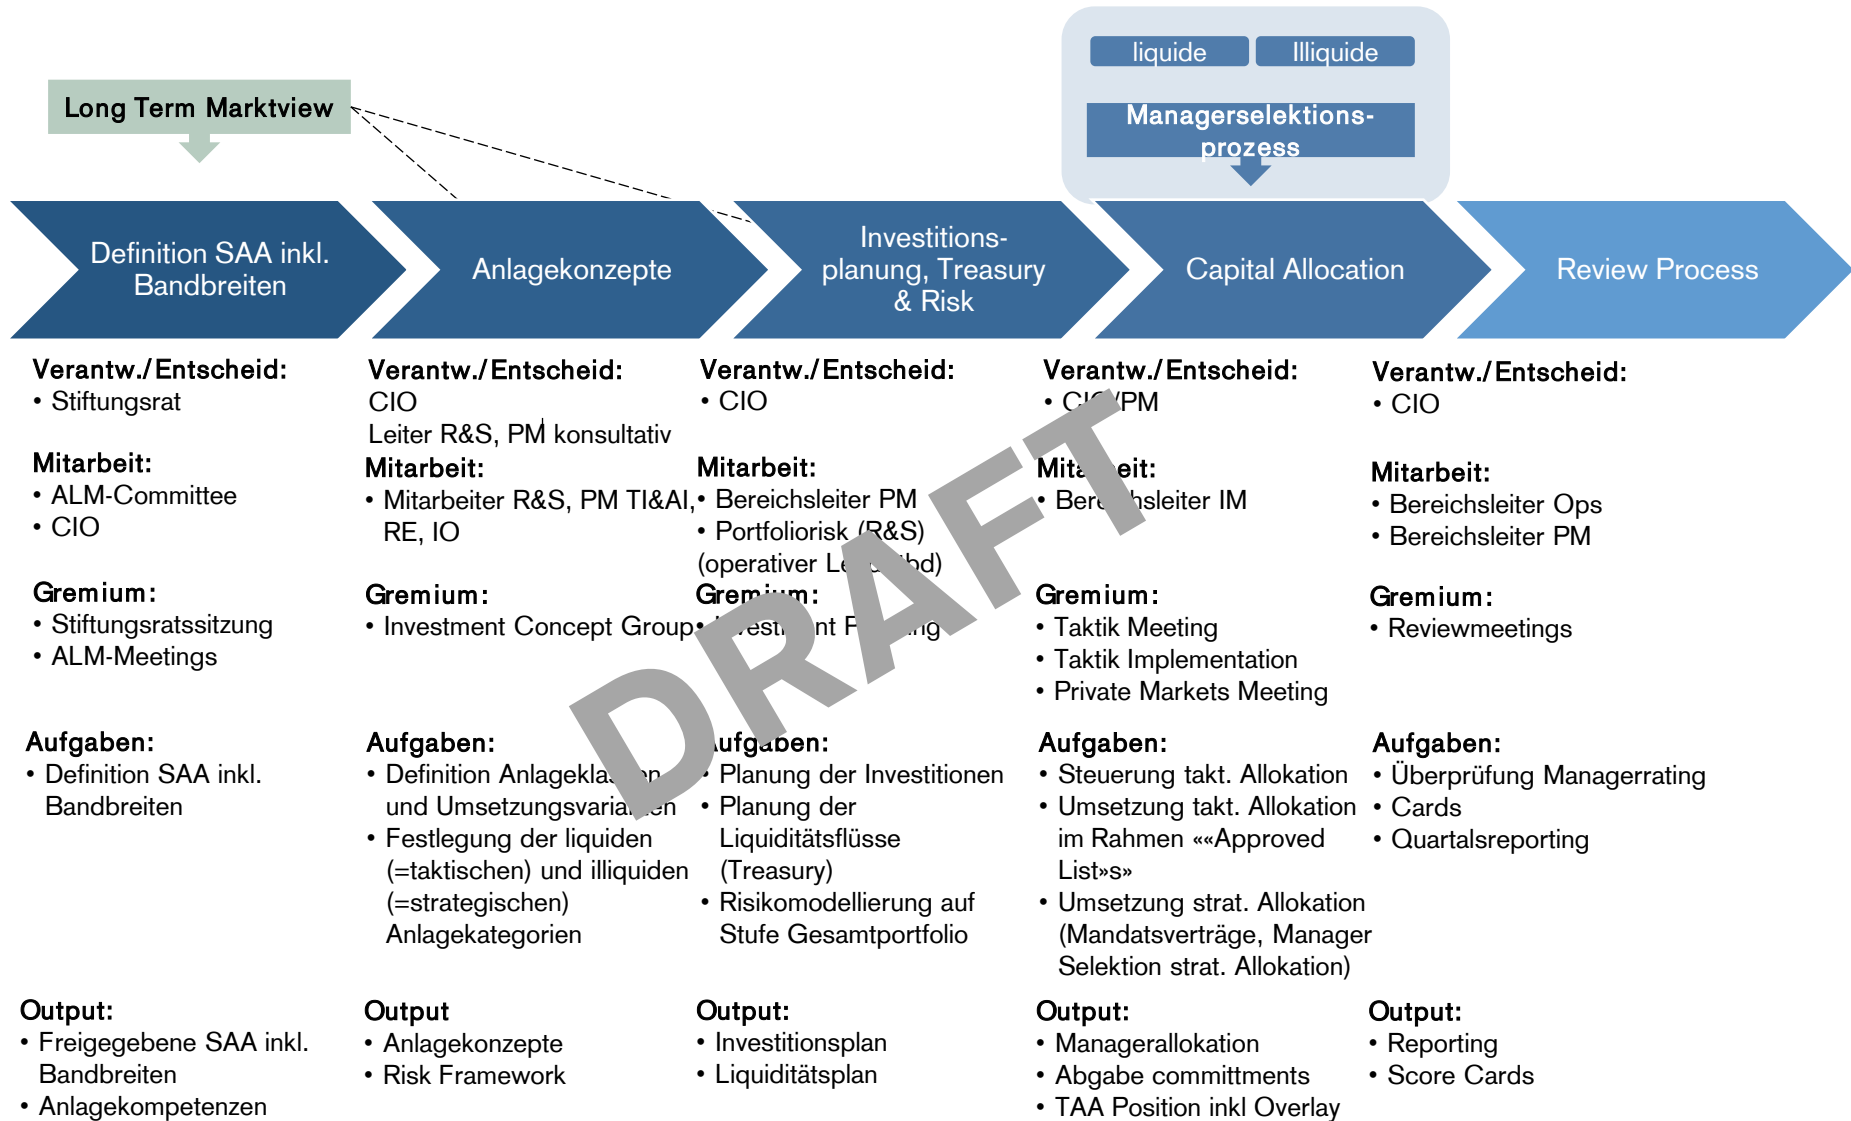 liquide
Illiquide
Long Term Marktview
Managerselektions-
prozess
Definition SAA inkl.
Bandbreiten
Anlagekonzepte
Investitions-
planung, Treasury
& Risk
Capital Allocation
Review Process
Verantw./Entscheid:
• Stiftungsrat
Mitarbeit:
• ALM-Committee
• CIO
Gremium:
• Stiftungsratssitzung
• ALM-Meetings
Aufgaben:
• Definition SAA inkl.
Bandbreiten
Output:
• Freigegebene SAA inkl.
Bandbreiten
• Anlagekompetenzen
Verantw./Entscheid:
CIO
Leiter R&S, PM konsultativ
Mitarbeit:
• Mitarbeiter R&S, PM TI&AI,
RE, IO
Gremium:
• Investment Concept Group
Aufgaben:
• Definition Anlageklassen
und Umsetzungsvarianten
• Festlegung der liquiden
(=taktischen) und illiquiden
(=strategischen)
Anlagekategorien
Output
• Anlagekonzepte
• Risk Framework
Verantw./Entscheid:
• CIO
Mitarbeit:
• Bereichsleiter PM
• Portfoliorisk (R&S)
(operativer Lead tbd)
Gremium:
• Investment Planning
Aufgaben:
• Planung der Investitionen
• Planung der
Liquiditätsflüsse
(Treasury)
• Risikomodellierung auf
Stufe Gesamtportfolio
Output:
• Investitionsplan
• Liquiditätsplan
Verantw./Entscheid:
• CIO/PM
Mitarbeit:
• Bereichsleiter IM
Gremium:
• Taktik Meeting
• Taktik Implementation
• Private Markets Meeting
Aufgaben:
• Steuerung takt. Allokation
• Umsetzung takt. Allokation
im Rahmen ««Approved
List»s»
• Umsetzung strat. Allokation
(Mandatsverträge, Manager
Selektion strat. Allokation)
Output:
• Managerallokation
• Abgabe committments
• TAA Position inkl Overlay
Verantw./Entscheid:
• CIO
Mitarbeit:
• Bereichsleiter Ops
• Bereichsleiter PM
Gremium:
• Reviewmeetings
Aufgaben:
• Überprüfung Managerrating
• Cards
• Quartalsreporting
Output:
• Reporting
• Score Cards
DRAFT